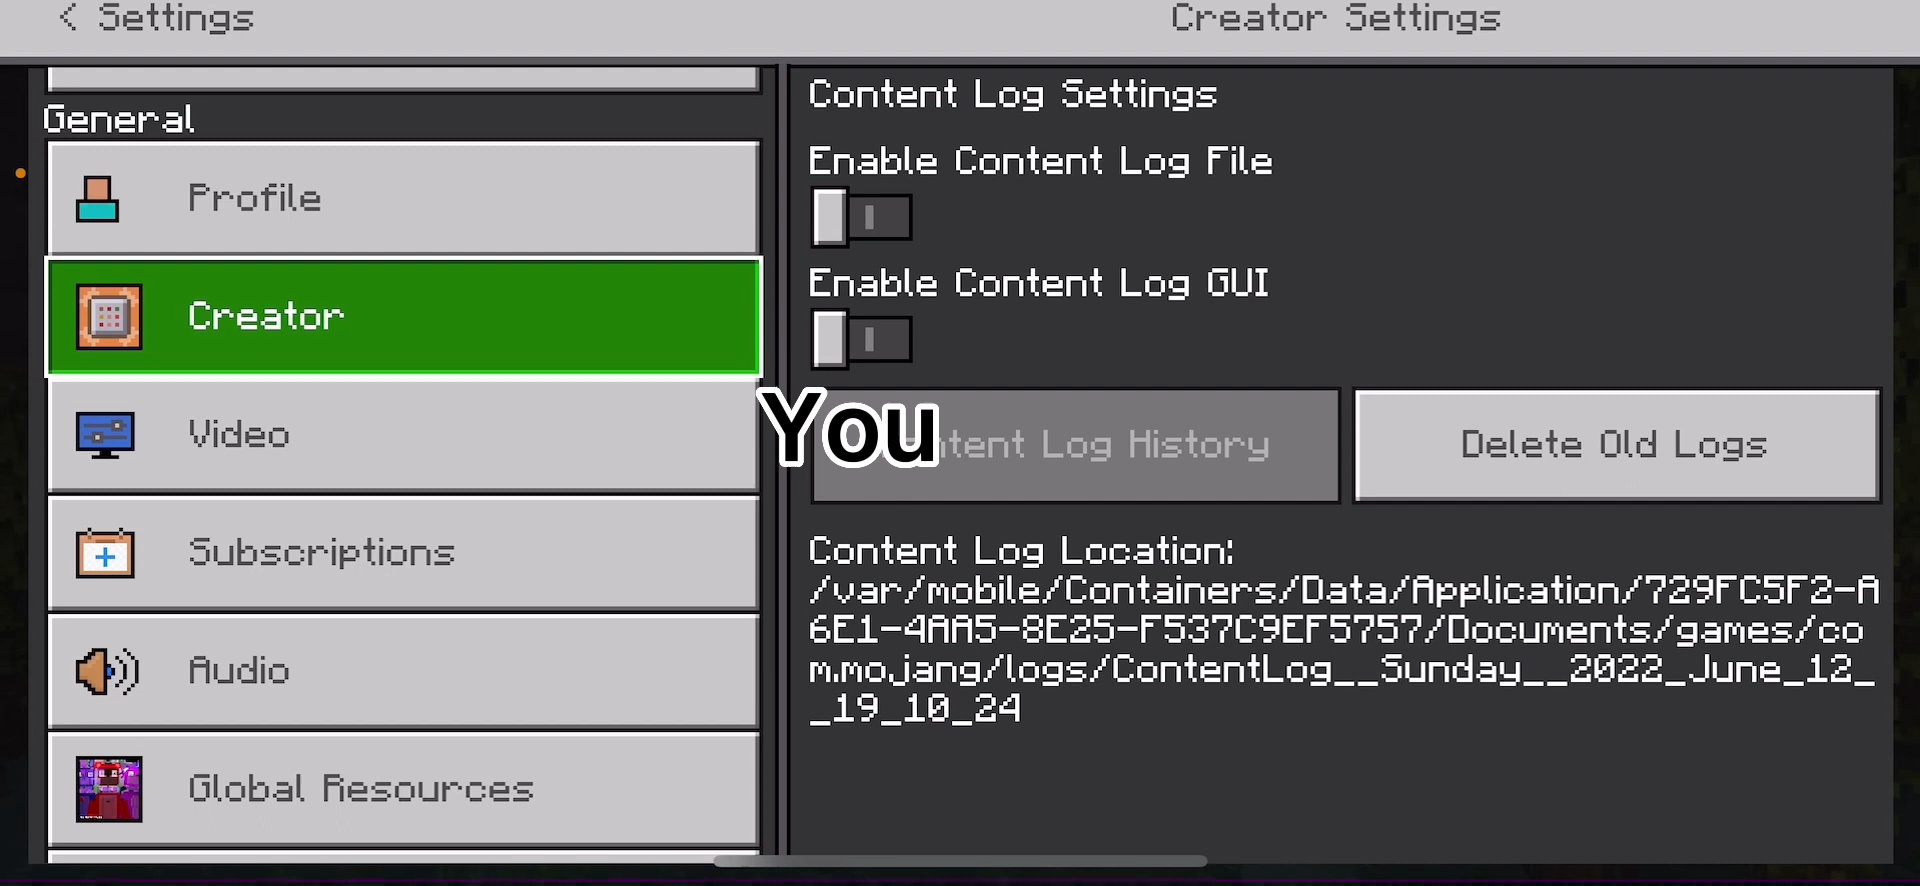 < Settings
Creator Settings
General
Profile
Creator
Video
Subscriptions
Audio
Global Resources
Content Log Settings
Enable Content Log File
Enable Content Log GUI
You
ntent Log History
Delete Old Logs
Content Log Location:
/var/mobile/Containers/Data/Application/729FC5F2-A
6E1-4AA5-8E25-F537C9EF5757/Documents/games/co
m.mojang/logs/ContentLog__Sunday__2022_June_12_
_19_10_24